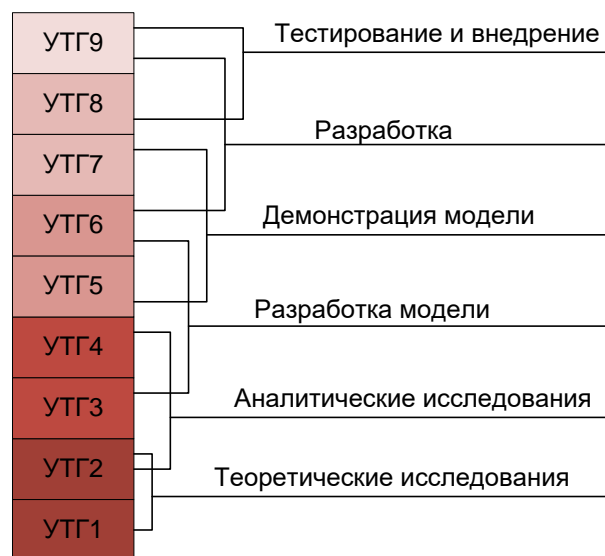 УТГ9
УТГ8
УТГ7
УТГ6
УТГ5
УТГ4
УТГ3
УТГ2
УТГ1
Тестирование и внедрение
Разработка
Демонстрация модели
Разработка модели
Аналитические исследования
Теоретические исследования